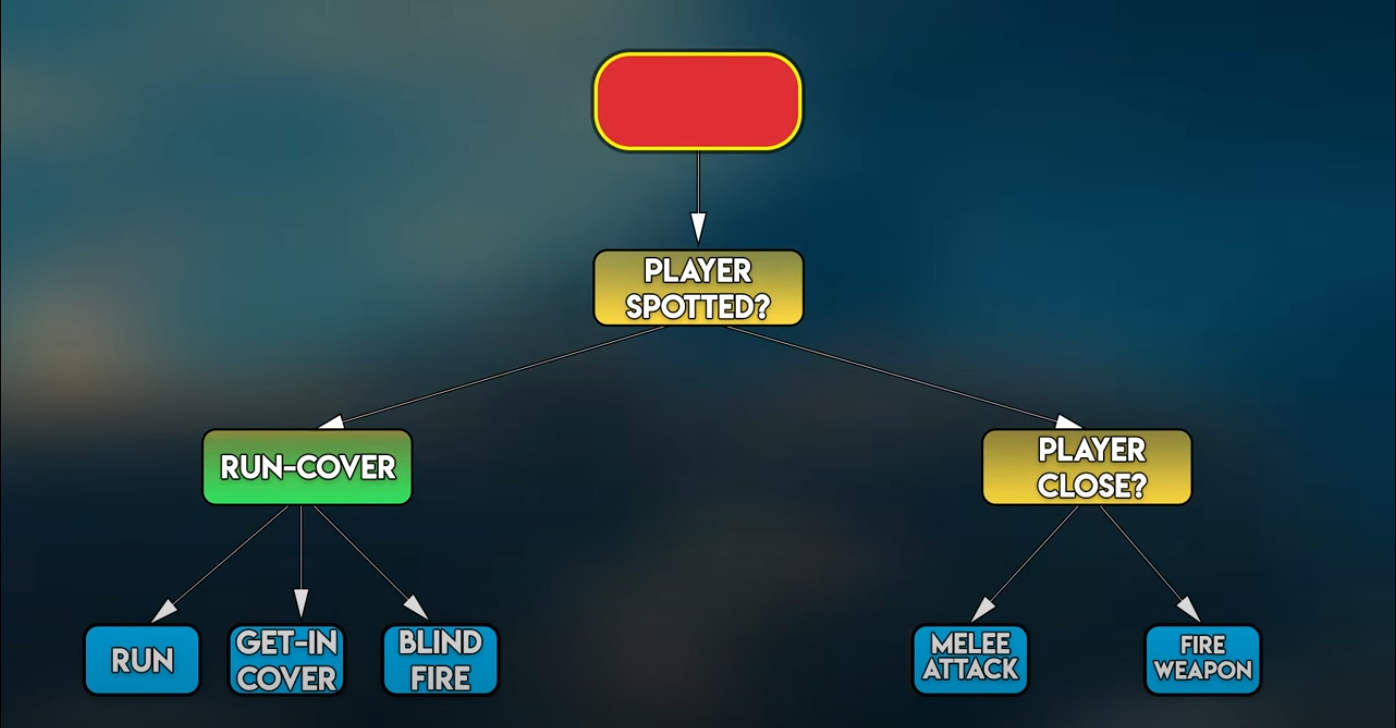 PLAYER
SPOTTED?
RUN-COVER
PLAYER
CLOSE?
RUN
GET-IN
COVER
BLIND
FIRE
MELEE
ATTACK
FIRE
WEAPON